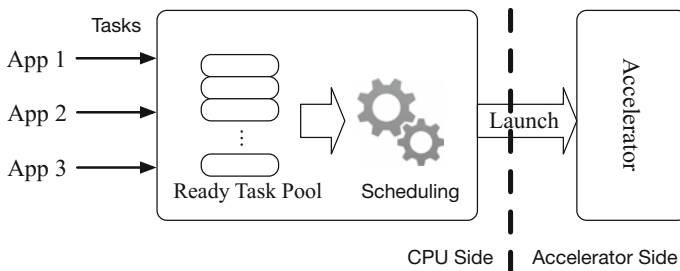 Tasks
App 1
App 2
App 3
Ready Task Pool
Scheduling
Launch
Accelerator
CPU Side
Accelerator Side